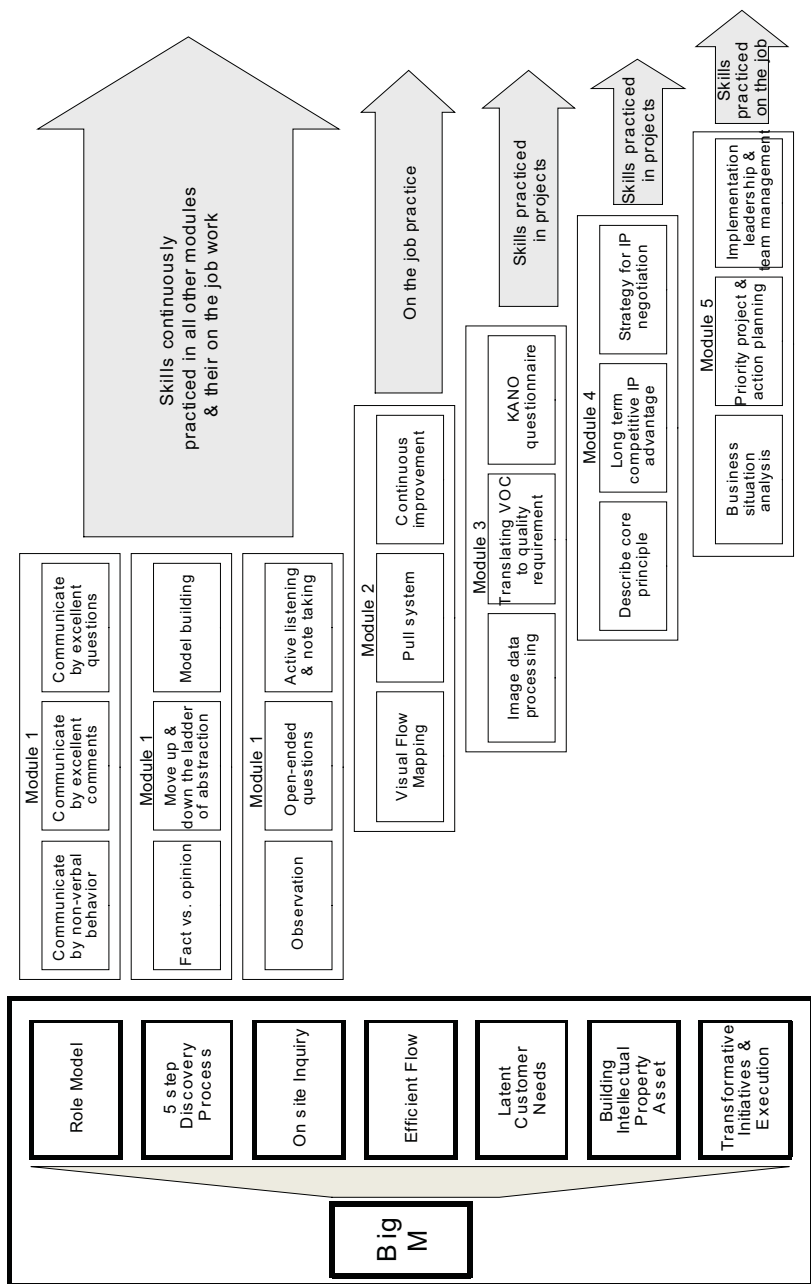 Big
M
Role Model
5 step
Discovery
Process
On site Inquiry
Efficient Flow
Latent
Customer
Needs
Building
Intellectual
Property
Asset
Transformative
Initiatives &
Execution
Module 1
Communicate
by non-verbal
behavior
Communicate
by excellent
comments
Communicate
by excellent
questions
Module 1
Fact vs. opinion
Move up &
down the ladder
of abstraction
Model building
Module 1
Observation
Open-ended
questions
Active listening
& note taking
Skills continuously
practiced in all other modules
& their on the job work
Module 2
Visual Flow
Mapping
Pull system
Continuous
improvement
On the job practice
Module 3
Image data
processing
Translating VOC
to quality
requirement
KANO
questionnaire
Skills practiced
in projects
Module 4
Describe core
principle
Long term
competitive IP
advantage
Strategy for IP
negotiation
Skills practiced
in projects
Module 5
Business
situation
analysis
Priority project &
action planning
Implementation
leadership &
team management
Skills
practiced
on the job